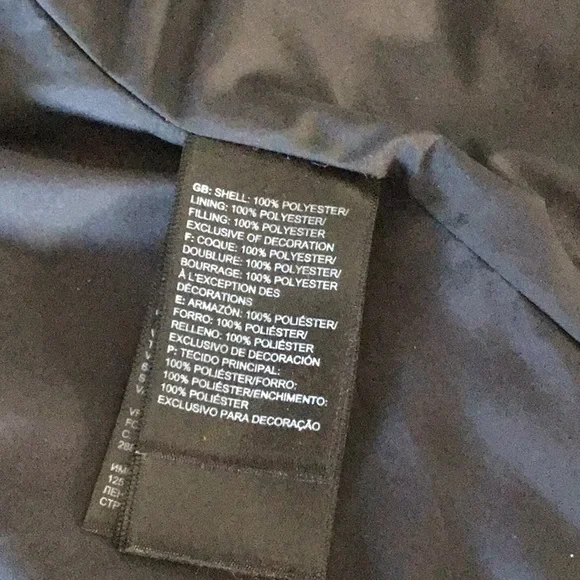 GB: SHELL: 100% POLYESTER/
LINING: 100% POLYESTER/
FILLING: 100% POLYESTER
EXCLUSIVE OF DECORATION
F: COQUE: 100% POLYESTER/
DOUBLURE: 100% POLYESTER/
BOURRAGE: 100% POLYESTER
À L'EXCEPTION DES
DÉCORATIONS
E: ARMAZÓN: 100% POLIÉSTER/
FORRO: 100% POLIÉSTER/
RELLENO: 100% POLIÉSTER
EXCLUSIVO DE DECORACIÓN
P: TECIDO PRINCIPAL:
100% POLIÉSTER/FORRO:
100% POLIÉSTER/ENCHIMENTO:
100% POLIÉSTER
EXCLUSIVO PARA DECORAÇÃO